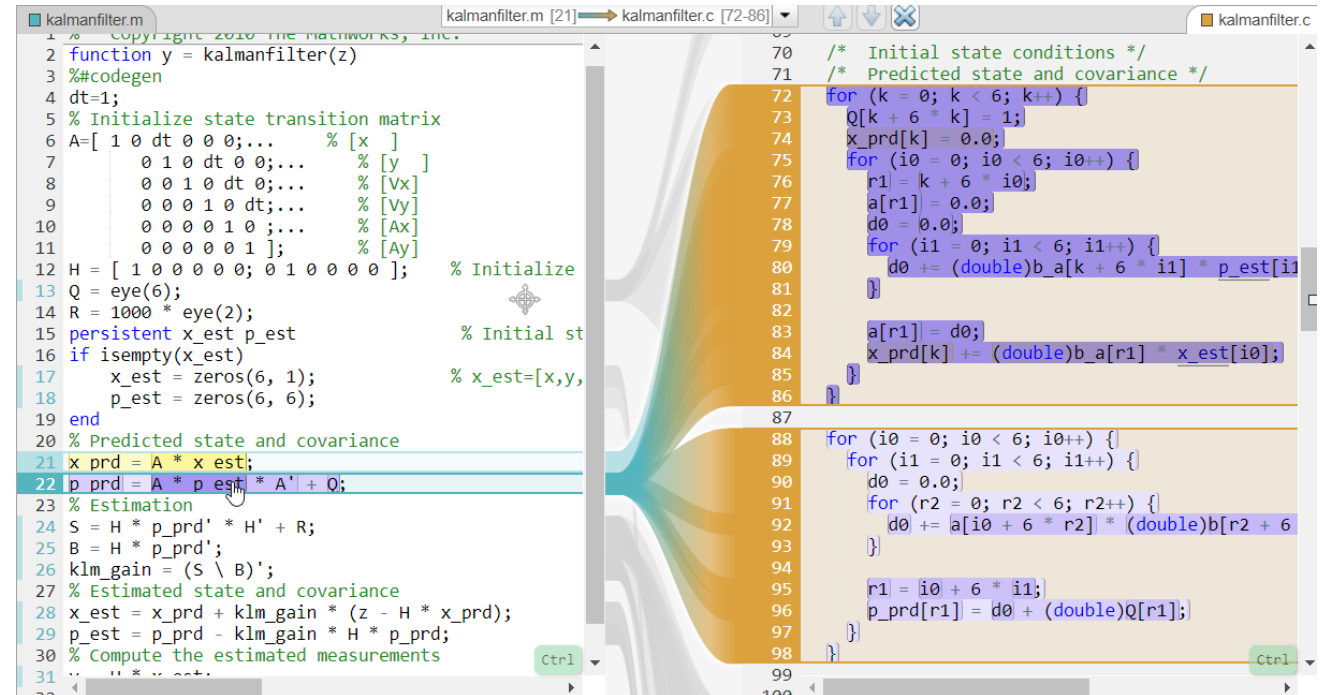 kalmanfilter.m
kalmanfilter.m [21] kalmanfilter.c [72-86]
kalmanfilter.c
1 % Copyright 2010 The MathWorks, Inc.
2 function y = kalmanfilter(z)
3 %#codegen
4 dt=1;
5 % Initialize state transition matrix
6 A=[ 1 0 dt 0 0 0;... % [x ]
7 0 1 0 dt 0 0;... % [y ]
8 0 0 1 0 dt 0;... % [Vx]
9 0 0 0 1 0 dt;... % [Vy]
10 0 0 0 0 1 0 ;... % [Ax]
11 0 0 0 0 0 1 ]; % [Ay]
12 H = [ 1 0 0 0 0 0; 0 1 0 0 0 0 ]; % Initialize
13 Q = eye(6);
14 R = 1000 * eye(2);
15 persistent x_est p_est % Initial st
16 if isempty(x_est)
17 x_est = zeros(6, 1); % x_est=[x,y,
18 p_est = zeros(6, 6);
19 end
20 % Predicted state and covariance
21 x_prd = A * x_est;
22 p_prd = A * p_est * A' + Q;
23 % Estimation
24 S = H * p_prd' * H' + R;
25 B = H * p_prd';
26 klm_gain = (S \ B)';
27 % Estimated state and covariance
28 x_est = x_prd + klm_gain * (z - H * x_prd);
29 p_est = p_prd - klm_gain * H * p_prd;
30 % Compute the estimated measurements
31
Ctrl
70 /* Initial state conditions */
71 /* Predicted state and covariance */
72 for (k = 0; k < 6; k++) {
73 Q[k + 6 * k] = 1;
74 x_prd[k] = 0.0;
75 for (i0 = 0; i0 < 6; i0++) {
76 r1 = k + 6 * i0;
77 a[r1] = 0.0;
78 d0 = 0.0;
79 for (i1 = 0; i1 < 6; i1++) {
80 d0 += (double)b_a[k + 6 * i1] * p_est[i1
81 }
82
83 a[r1] = d0;
84 x_prd[k] += (double)b_a[r1] * x_est[i0];
85 }
86 }
87
88 for (i0 = 0; i0 < 6; i0++) {
89 for (i1 = 0; i1 < 6; i1++) {
90 d0 = 0.0;
91 for (r2 = 0; r2 < 6; r2++) {
92 d0 += a[i0 + 6 * r2] * (double)b[r2 + 6
93 }
94
95 r1 = i0 + 6 * i1;
96 p_prd[r1] = d0 + (double)Q[r1];
97 }
98 }
99
Ctrl